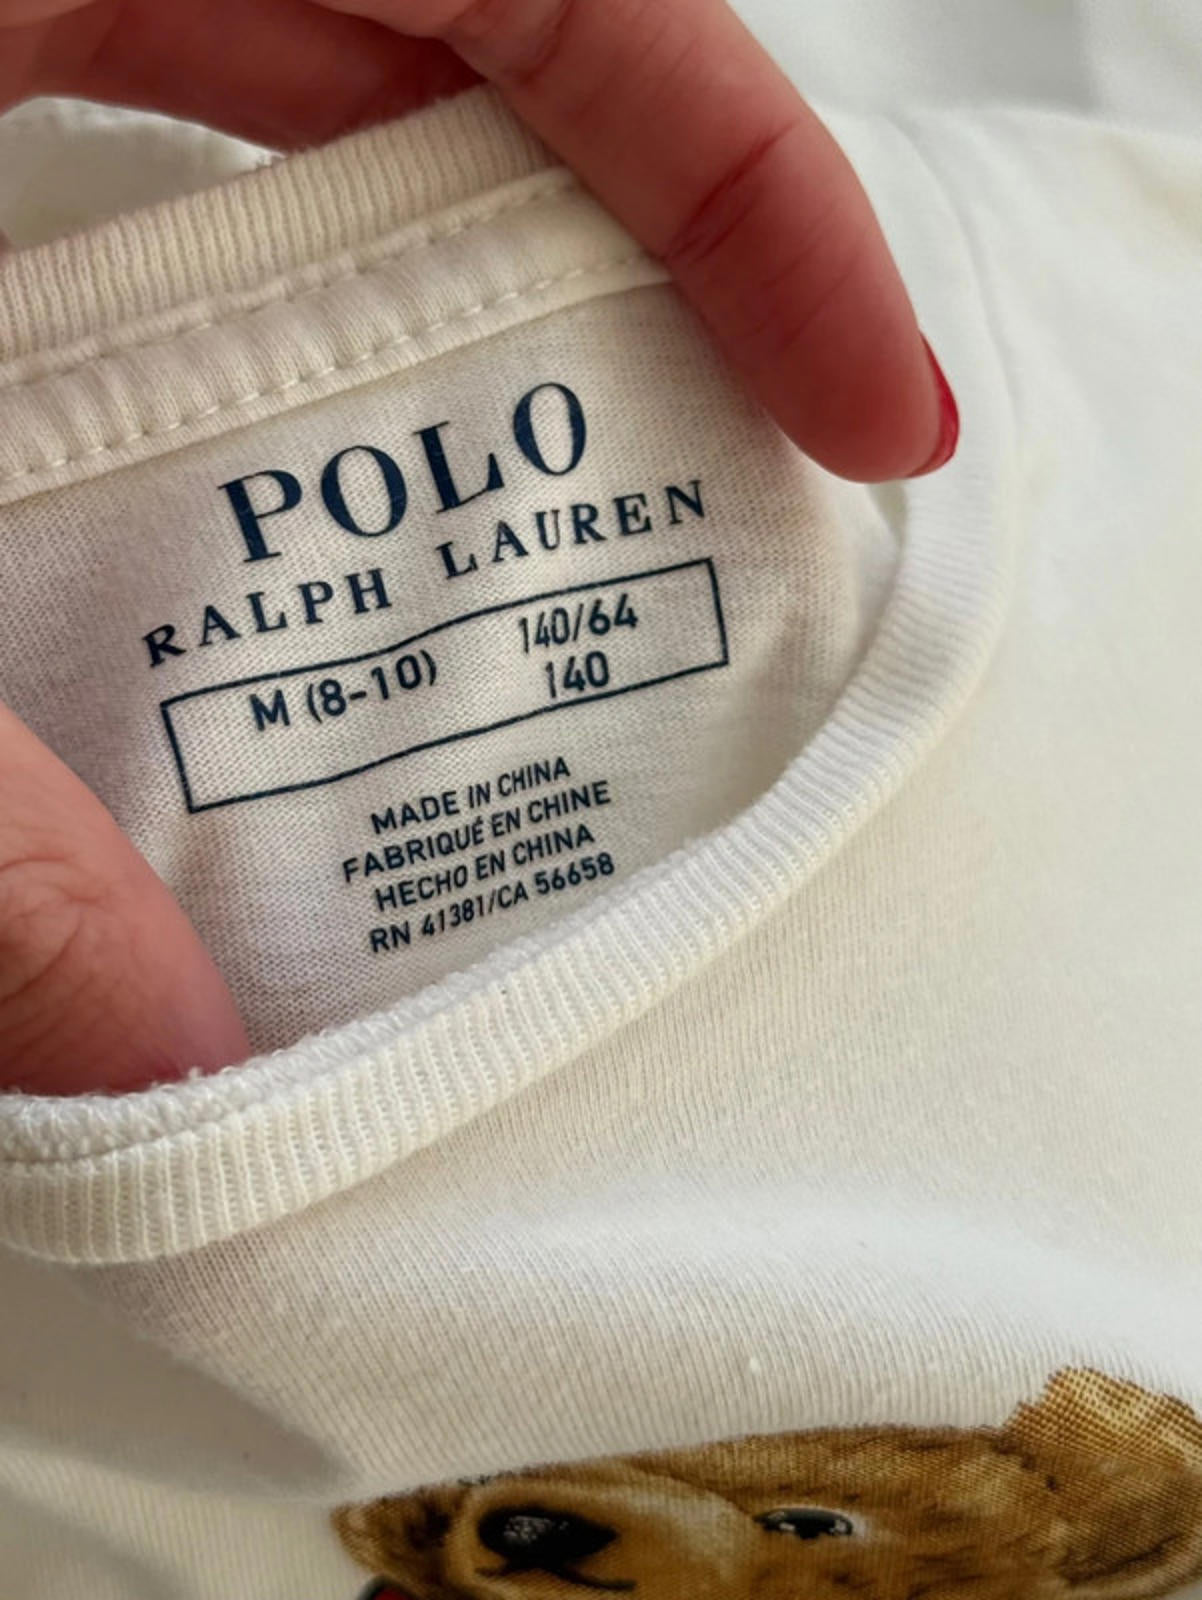 POLO
RALPH LAUREN
M (8-10) 140/64
140
MADE IN CHINA
FABRIQUÉ EN CHINE
HECHO EN CHINA
RN 41381/CA 56658